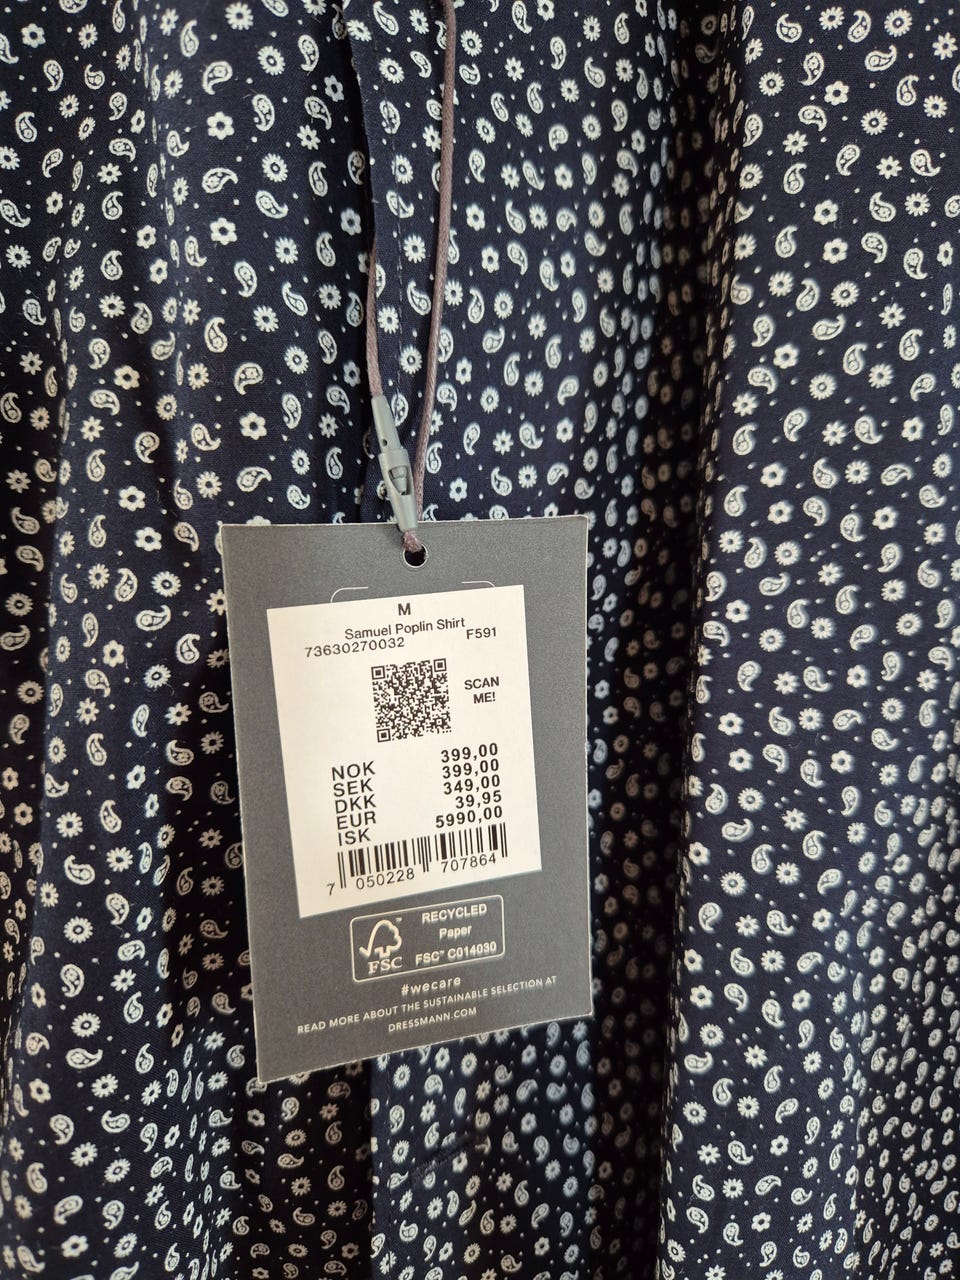 M
Samuel Poplin Shirt
73630270032 F591
SCAN
ME!
NOK 399,00
SEK 399,00
DKK 349,00
EUR 39,95
ISK 5990,00
7 050228 707864
FSC™ RECYCLED
Paper
FSC™ C014030
#wecare
READ MORE ABOUT THE SUSTAINABLE SELECTION AT
DRESSMANN.COM